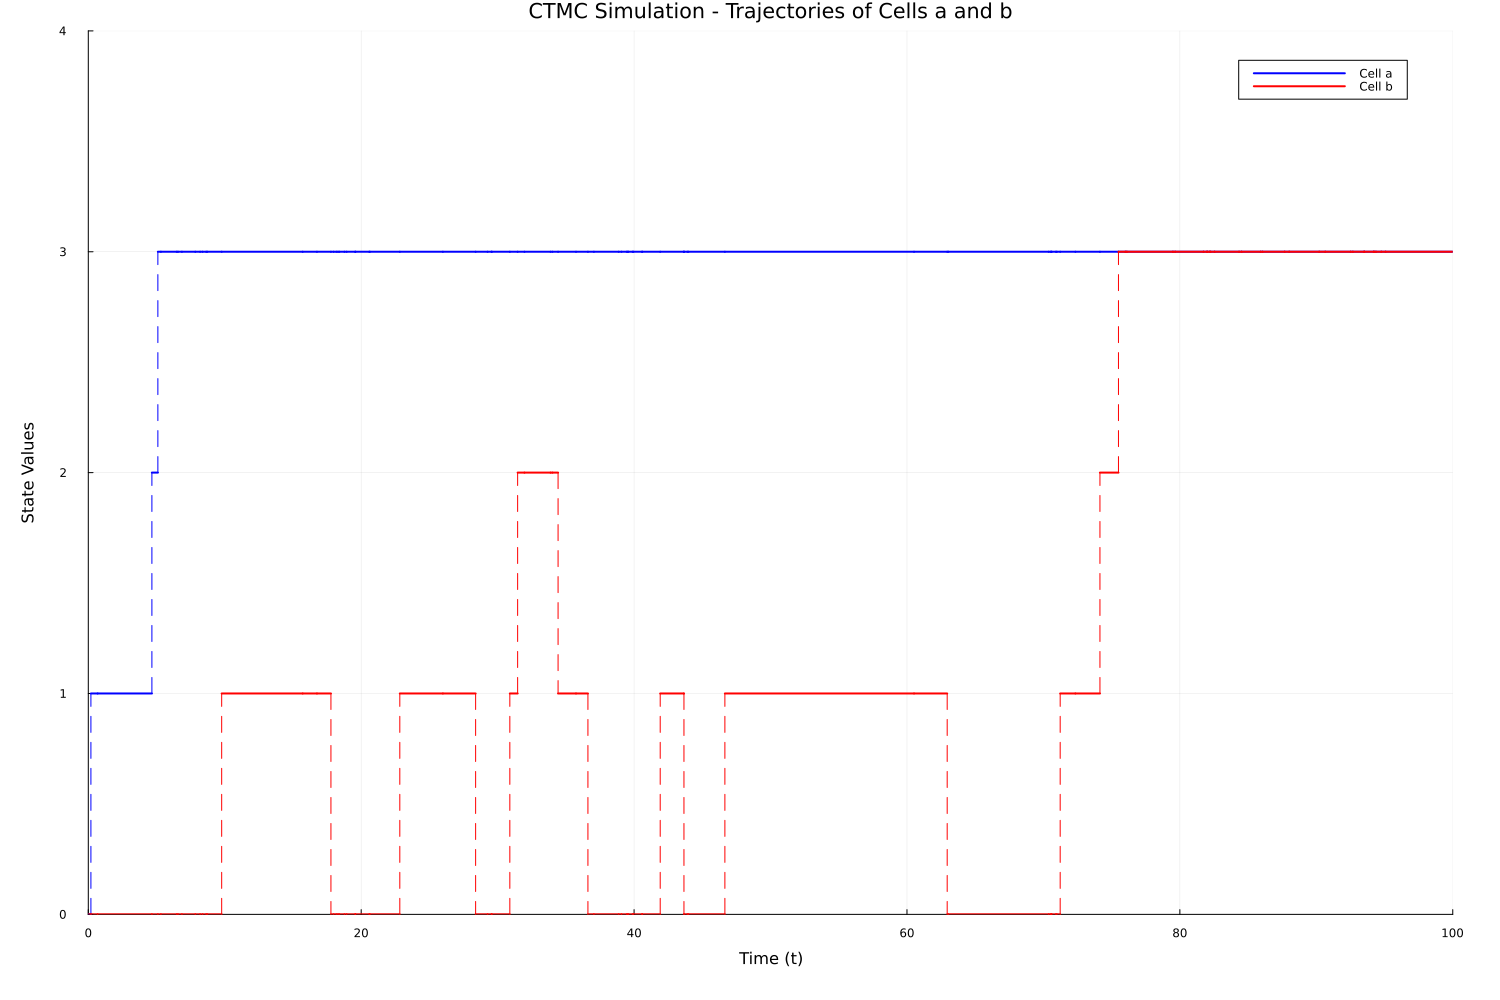 CTMC Simulation - Trajectories of Cells a and b
4
Cell a
Cell b
3
State Values
2
1
0
0 20 40 60 80 100
Time (t)